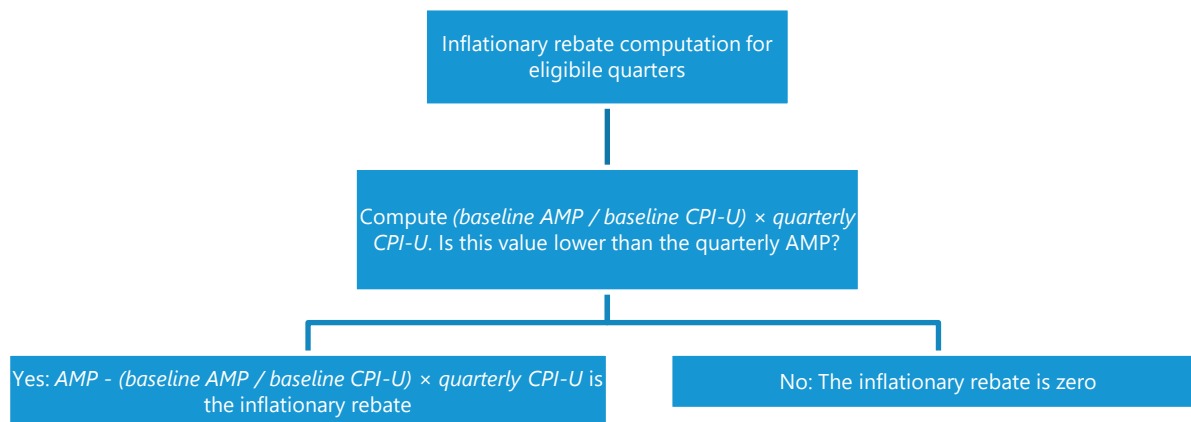 Inflationary rebate computation for
eligibile quarters
Compute (baseline AMP / baseline CPI-U) × quarterly
CPI-U. Is this value lower than the quarterly AMP?
Yes: AMP - (baseline AMP / baseline CPI-U) × quarterly CPI-U is
the inflationary rebate
No: The inflationary rebate is zero